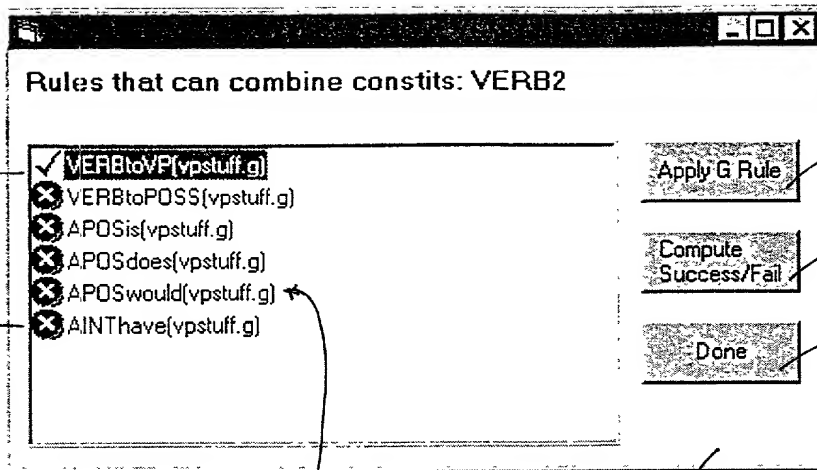 Rules that can combine constits: VERB2
VERBtoVP(vpstuff.g)
VERBtoPOSS(vpstuff.g)
APOSis(vpstuff.g)
APOSdoes(vpstuff.g)
APOSwould(vpstuff.g)
AINThave(vpstuff.g)
Apply G Rule
Compute
Success/Fail
Done